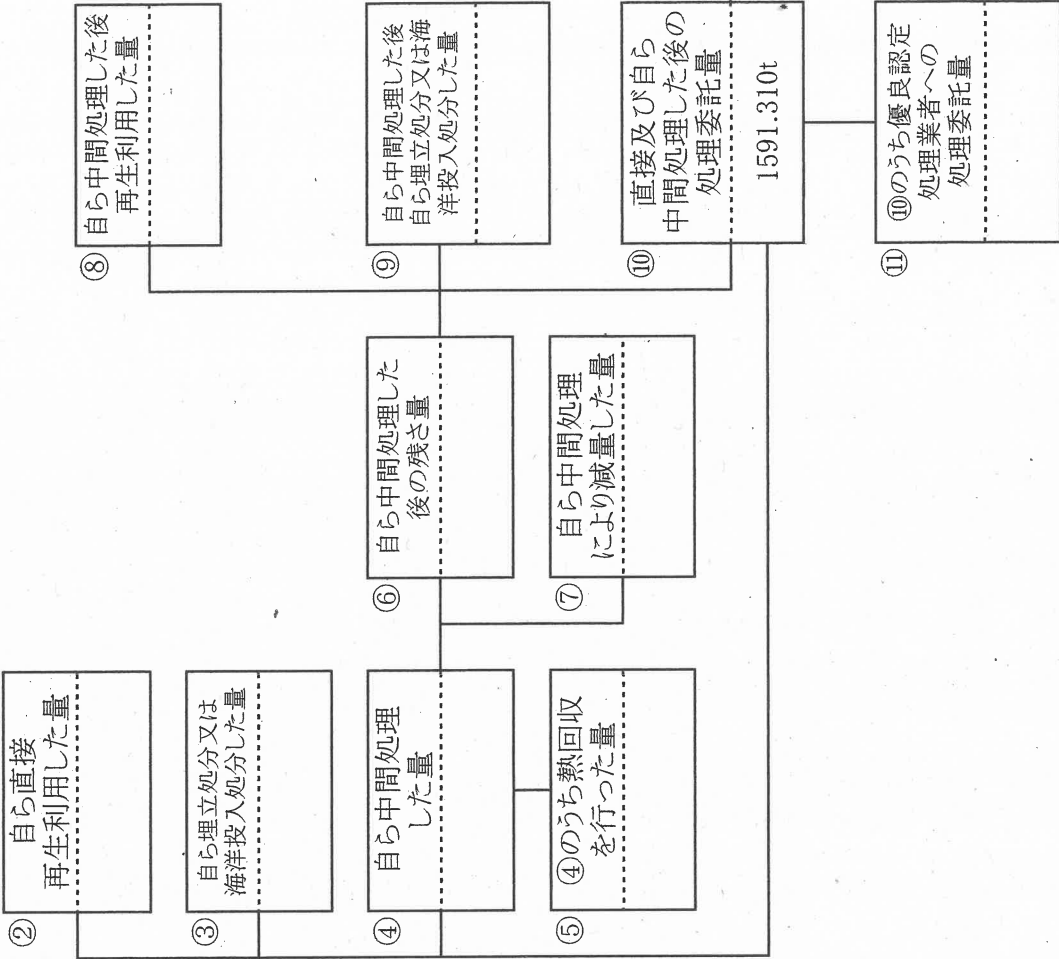 ②
自ら直接
再生利用した量
③
自ら埋立処分又は
海洋投入処分した量
④
自ら中間処理
した量
⑤
④のうち熱回収
を行った量
⑥
自ら中間処理した
後の残さ量
⑦
自ら中間処理
により減量した量
⑧
自ら中間処理した後
再生利用した量
⑨
自ら中間処理した後
自ら埋立処分又は海
洋投入処分した量
⑩
直接及び自ら
中間処理した後の
処理委託量
1591.310t
⑪
⑩のうち優良認定
処理業者への
処理委託量